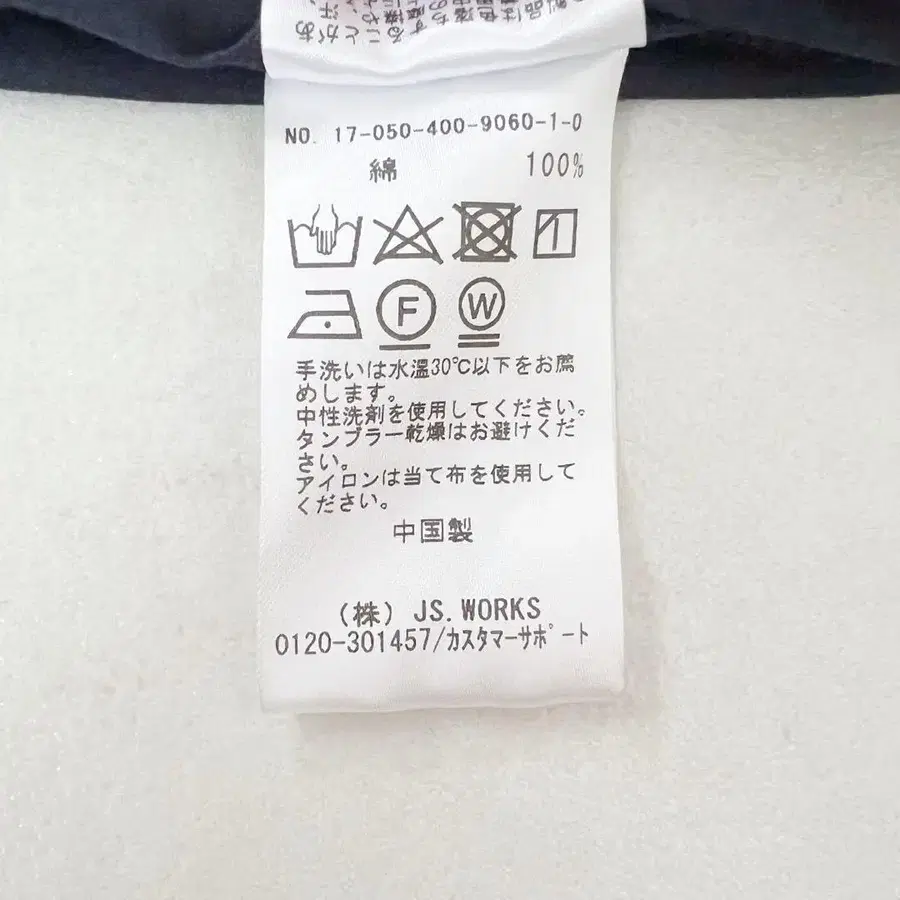 NO. 17-050-400-9060-1-0
綿 100%
F W
手洗いは水温30℃以下をお薦
めします。
中性洗剤を使用してください。
タンブラー乾燥はお避けくだ
さい。
アイロンは当て布を使用して
ください。
中国製
(株) JS.WORKS
0120-301457/カスタマーサポート